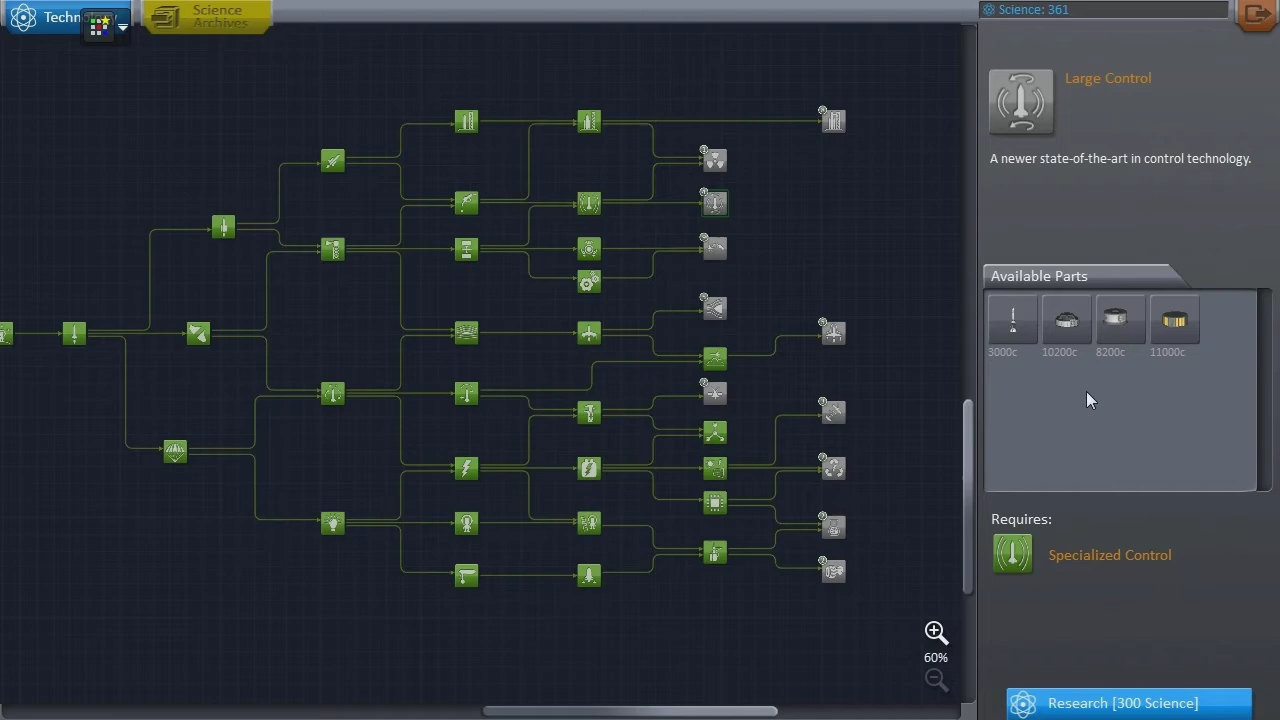 Techno
Science
Archives
Science: 361
Large Control
A newer state-of-the-art in control technology.
Available Parts
3000c 10200c 8200c 11000c
Requires:
Specialized Control
60%
Research [300 Science]